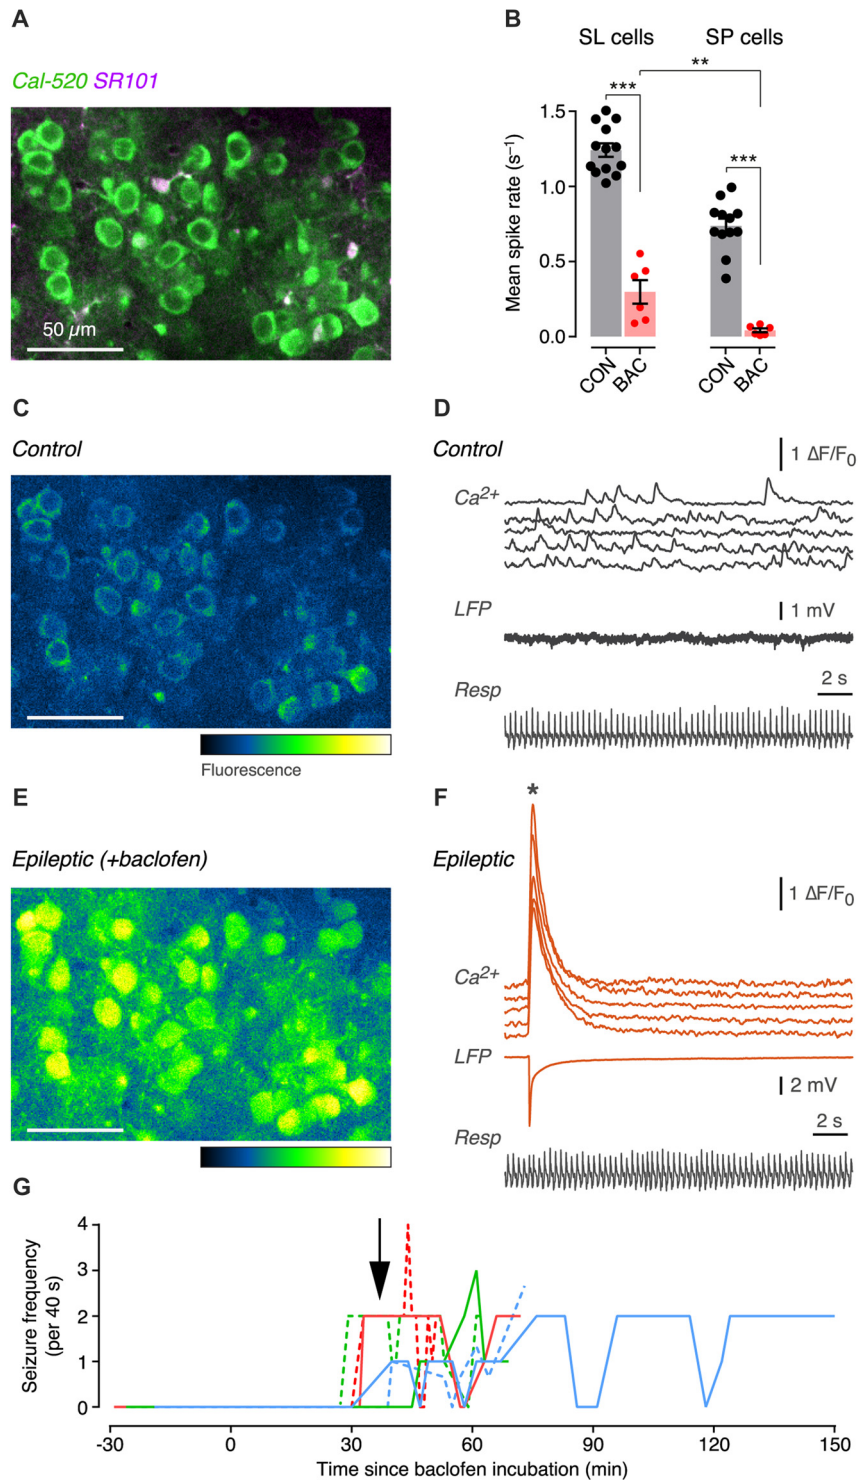 A
Cal-520 SR101
50 µm
B
SL cells SP cells
**
*** ***
Mean spike rate (s⁻¹)
1.5
1.0
0.5
0.0
CON BAC CON BAC
C
Control
Fluorescence
D
Control
1 ΔF/F₀
Ca²⁺
LFP
1 mV
Resp
2 s
E
Epileptic (+baclofen)
F
*
Epileptic
1 ΔF/F₀
Ca²⁺
LFP
2 mV
Resp
2 s
G
Seizure frequency
(per 40 s)
4
3
2
1
0
-30 0 30 60 90 120 150
Time since baclofen incubation (min)